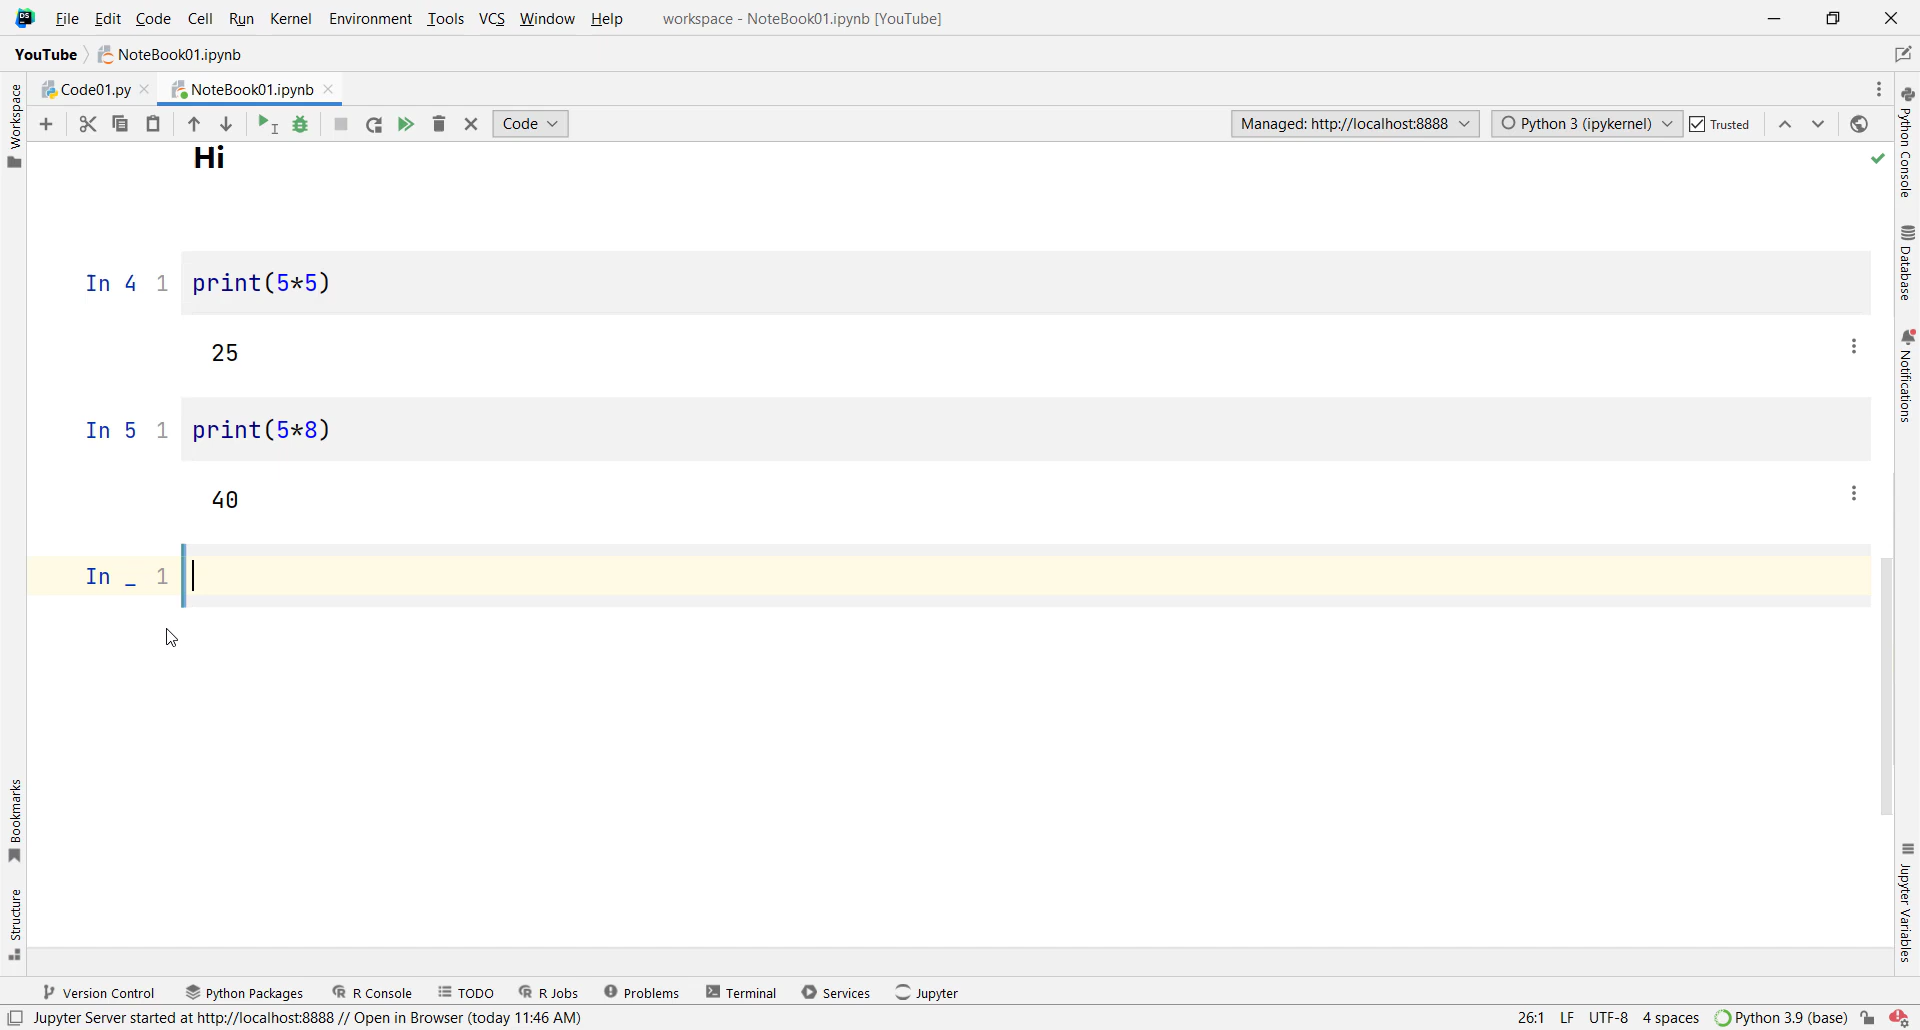 File Edit Code Cell Run Kernel Environment Tools VCS Window Help workspace - NoteBook01.ipynb [YouTube]
YouTube NoteBook01.ipynb
Code01.py NoteBook01.ipynb
Code Managed: http://localhost:8888 Python 3 (ipykernel) Trusted
Workspace
Python Console
Database
Notifications
Hi
In 4 1 print(5*5)
25
In 5 1 print(5*8)
40
In _ 1
Bookmarks
Structure
Jupyter Variables
Version Control Python Packages R Console TODO R Jobs Problems Terminal Services Jupyter
Jupyter Server started at http://localhost:8888 // Open in Browser (today 11:46 AM) 26:1 LF UTF-8 4 spaces Python 3.9 (base)